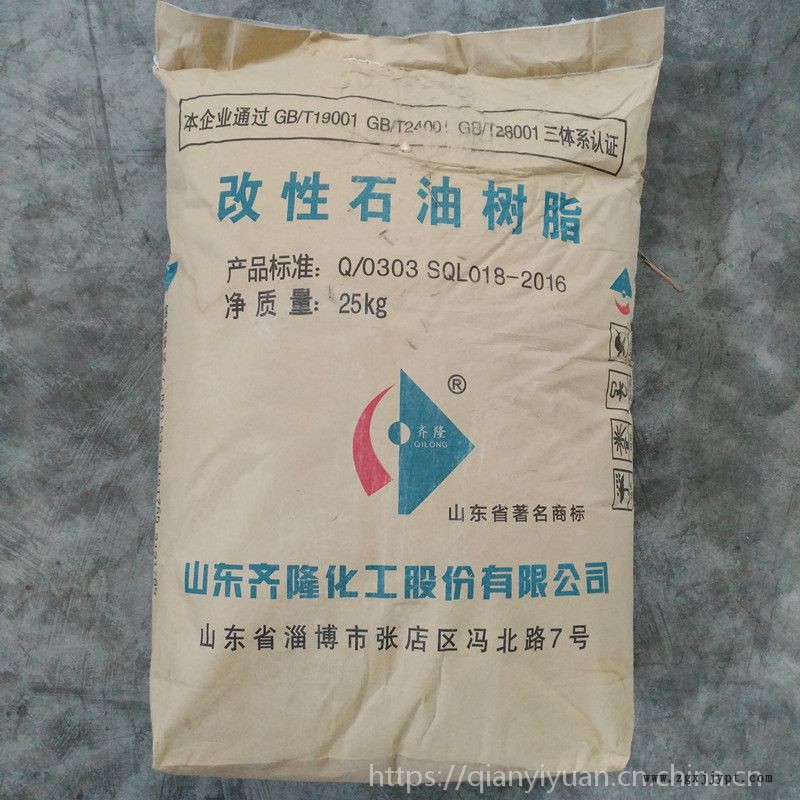 本企业通过 GB/T19001 GB/T24001 GB/T28001 三体系认证
改性石油树脂
产品标准：Q/0303 SQL018-2016
净质量：25kg
®
齐隆
QILONG
山东省著名商标
山东齐隆化工股份有限公司
山东省淄博市张店区冯北路7号
https://qianyiyuan.cn.china.cn
www.zgxjjypt.com